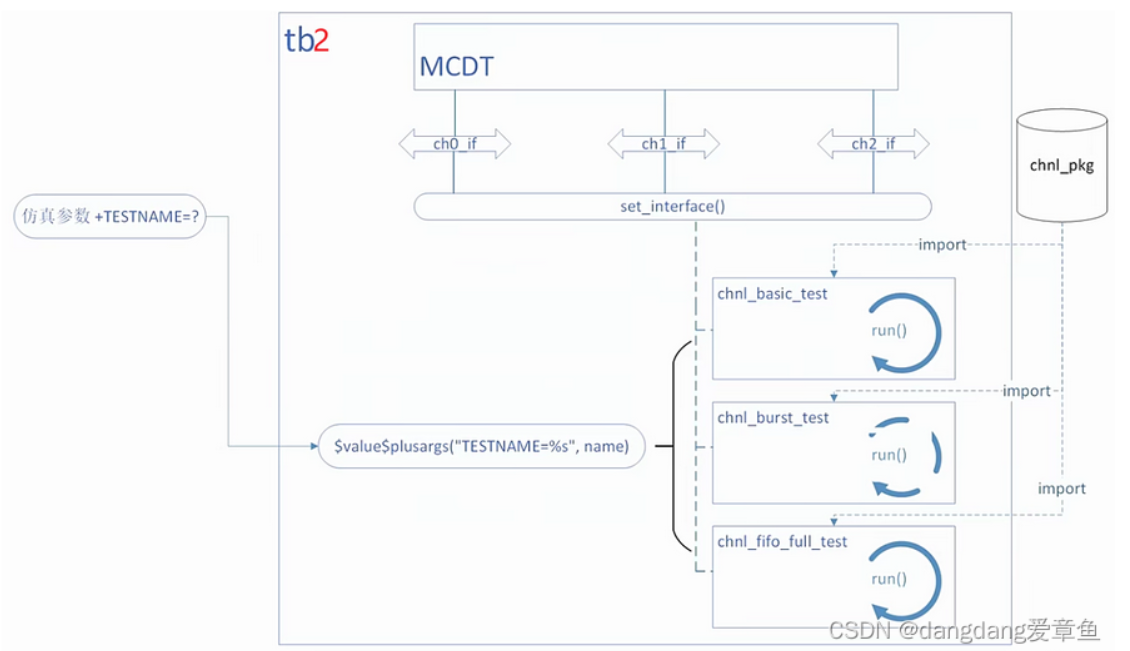 tb2
MCDT
ch0_if
ch1_if
ch2_if
chnl_pkg
仿真参数 +TESTNAME=?
set_interface()
import
chnl_basic_test
run()
import
chnl_burst_test
$value$plusargs("TESTNAME=%s", name)
run()
import
chnl_fifo_full_test
run()
CSDN @dangdang爱章鱼